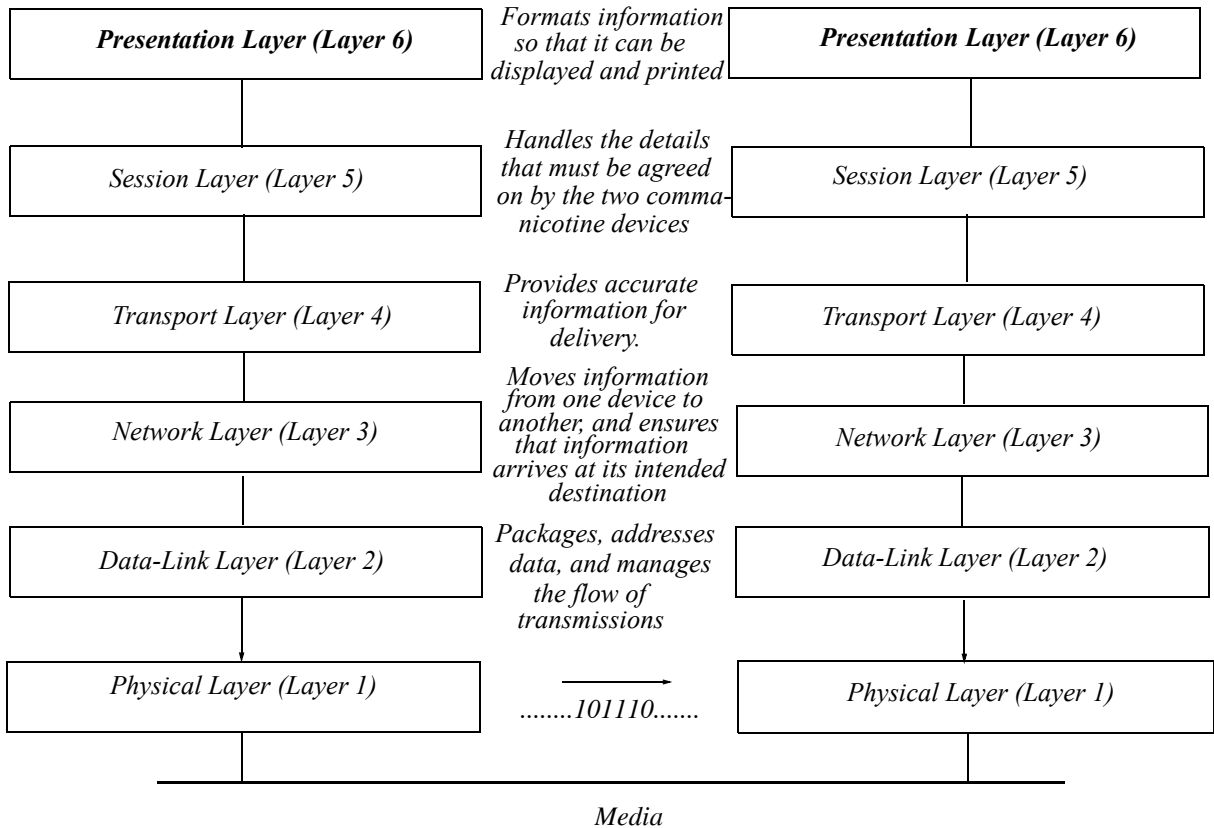 Presentation Layer (Layer 6)
Formats information
so that it can be
displayed and printed
Presentation Layer (Layer 6)
Session Layer (Layer 5)
Handles the details
that must be agreed
on by the two comma-
nicotine devices
Session Layer (Layer 5)
Transport Layer (Layer 4)
Provides accurate
information for
delivery.
Transport Layer (Layer 4)
Network Layer (Layer 3)
Moves information
from one device to
another, and ensures
that information
arrives at its intended
destination
Network Layer (Layer 3)
Data-Link Layer (Layer 2)
Packages, addresses
data, and manages
the flow of
transmissions
Data-Link Layer (Layer 2)
Physical Layer (Layer 1)
........101110.......
Physical Layer (Layer 1)
Media